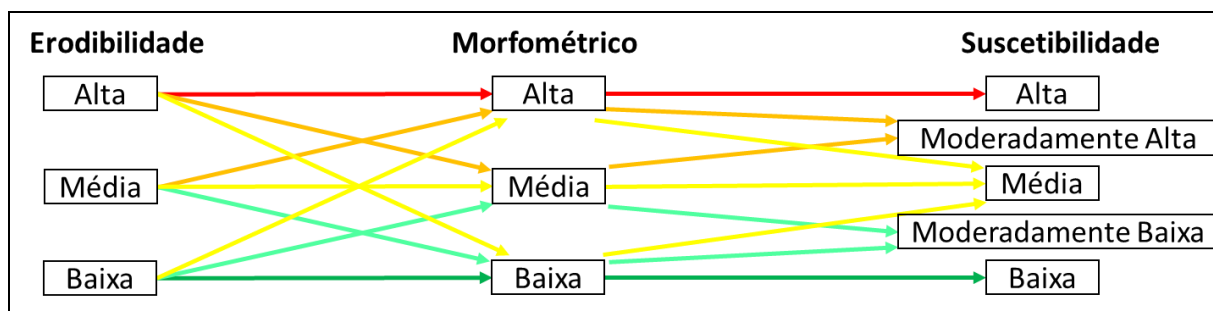 Erodibilidade Morfométrico Suscetibilidade
Alta Alta Alta
Moderadamente Alta
Média Média Média
Moderadamente Baixa
Baixa Baixa Baixa